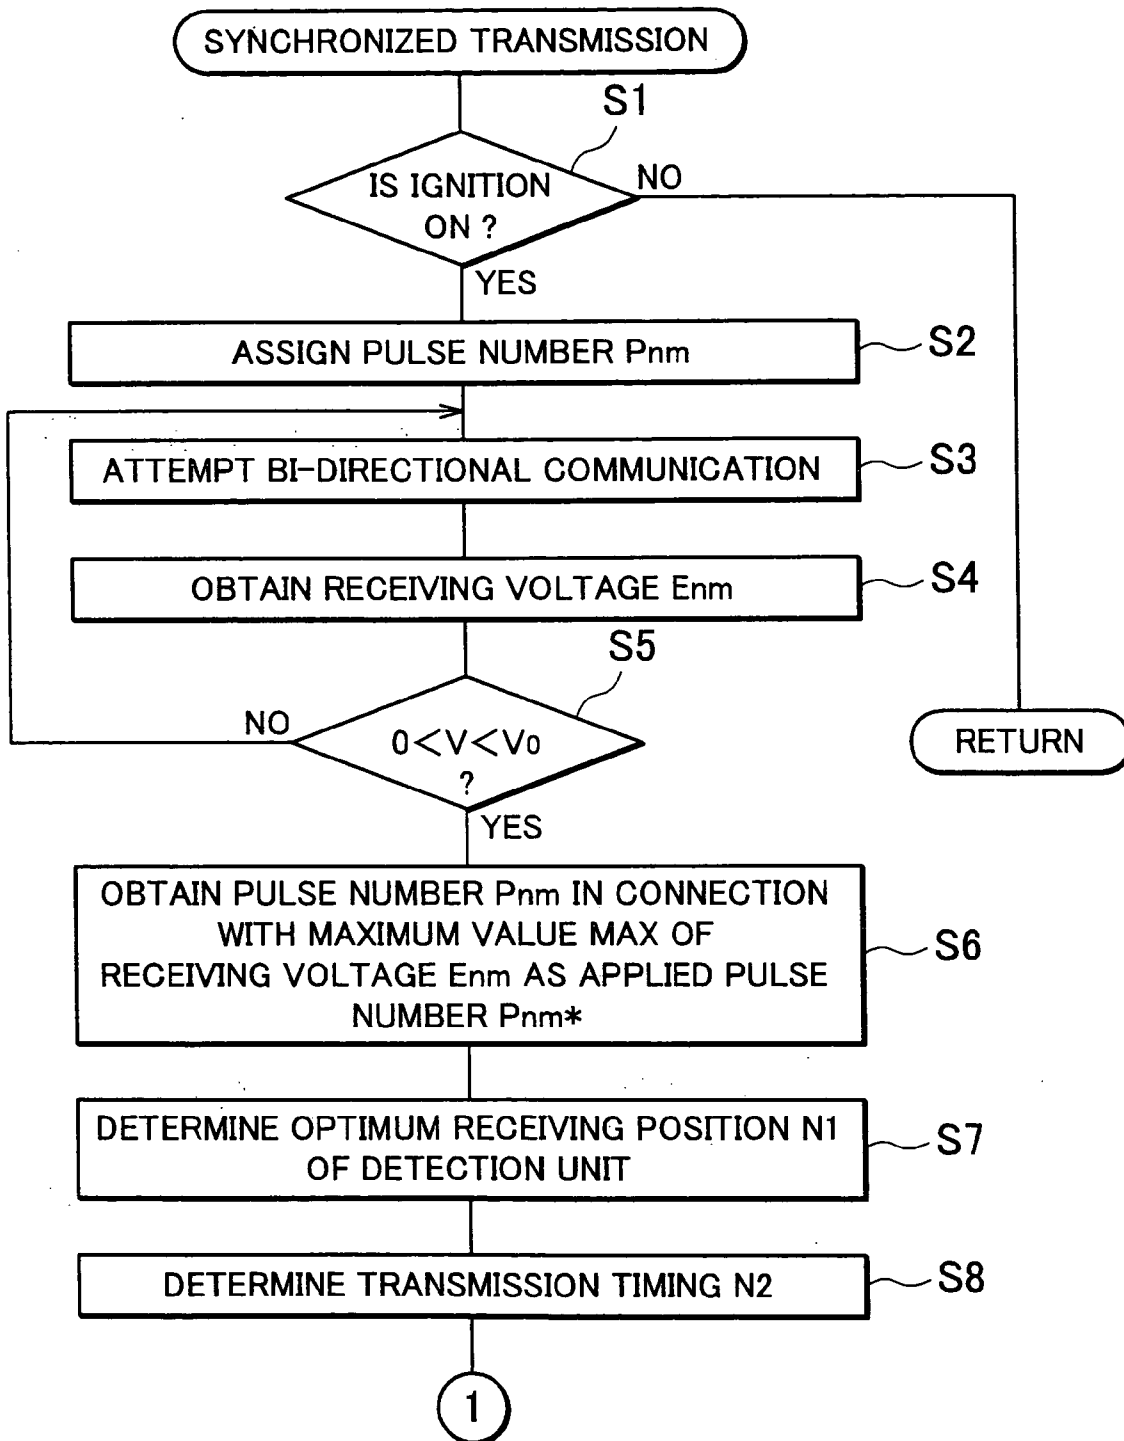 SYNCHRONIZED TRANSMISSION
S1
IS IGNITION
ON ?
NO
YES
ASSIGN PULSE NUMBER Pnm
S2
ATTEMPT BI-DIRECTIONAL COMMUNICATION
S3
OBTAIN RECEIVING VOLTAGE Enm
S4
S5
NO
0<V<V0
?
RETURN
YES
OBTAIN PULSE NUMBER Pnm IN CONNECTION
WITH MAXIMUM VALUE MAX OF
RECEIVING VOLTAGE Enm AS APPLIED PULSE
NUMBER Pnm*
S6
DETERMINE OPTIMUM RECEIVING POSITION N1
OF DETECTION UNIT
S7
DETERMINE TRANSMISSION TIMING N2
S8
1